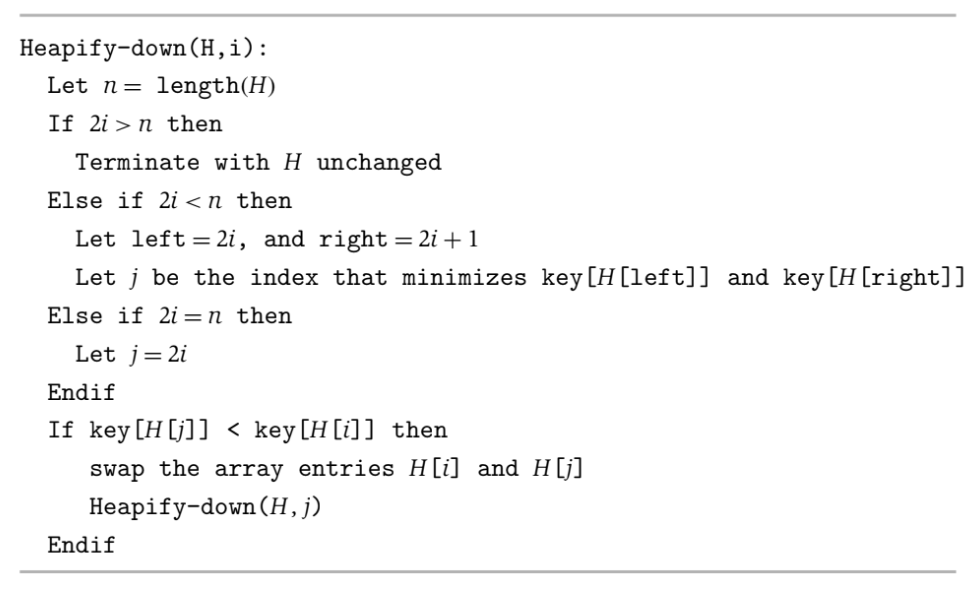 Heapify-down(H,i):
Let n = length(H)
If 2i > n then
Terminate with H unchanged
Else if 2i < n then
Let left = 2i, and right = 2i + 1
Let j be the index that minimizes key[H[left]] and key[H[right]]
Else if 2i = n then
Let j = 2i
Endif
If key[H[j]] < key[H[i]] then
swap the array entries H[i] and H[j]
Heapify-down(H, j)
Endif